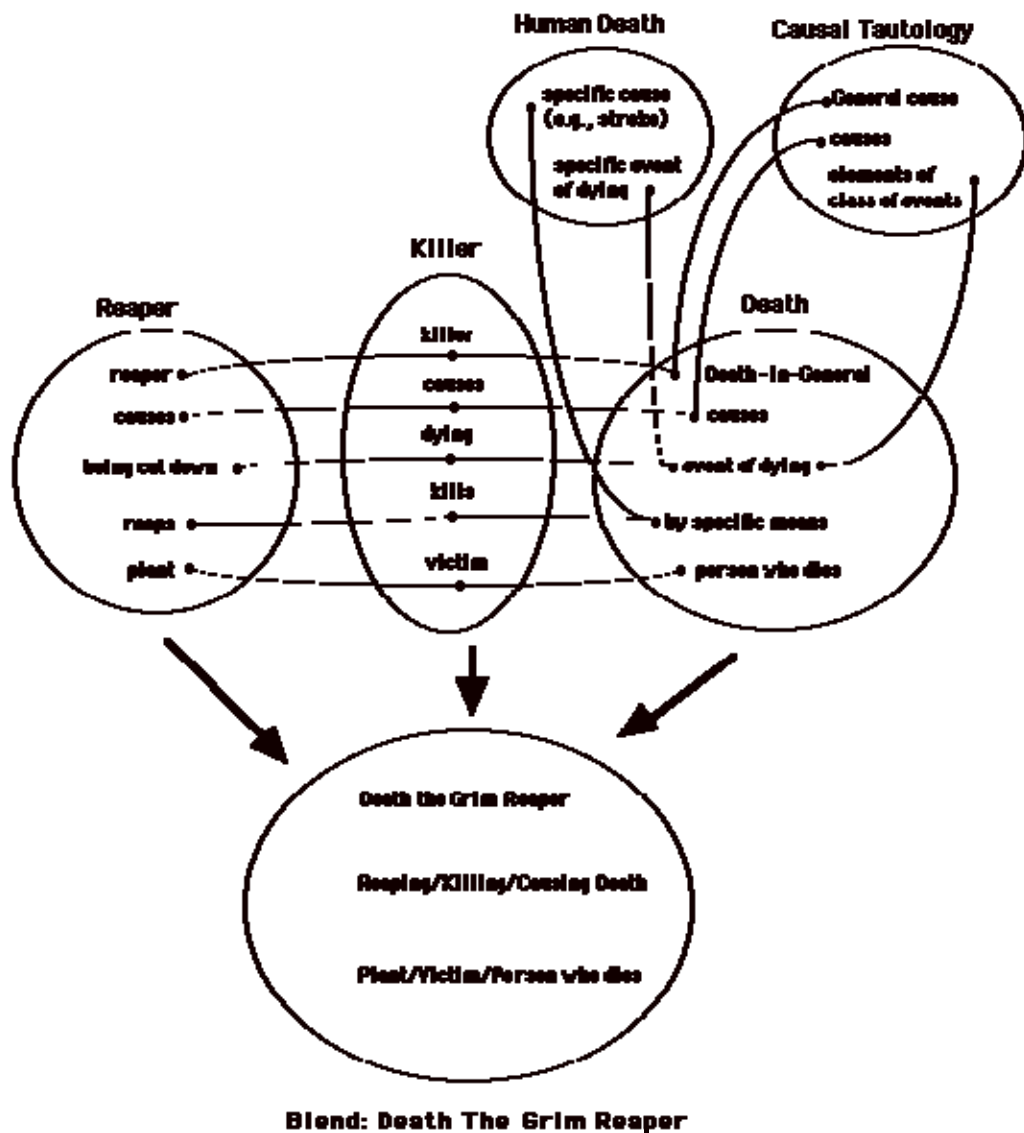 Human Death
Causal Tautology
specific cause
(e.g., stroke)
specific event
of dying
General cause
causes
elements of
class of events
Killer
Reaper
Death
killer
reaper
Death-in-General
causes
causes
causes
dying
being cut down
event of dying
kills
reaps
by specific means
victim
plant
person who dies
Death the Grim Reaper
Reaping/Killing/Causing Death
Plant/Victim/Person who dies
Blend: Death The Grim Reaper